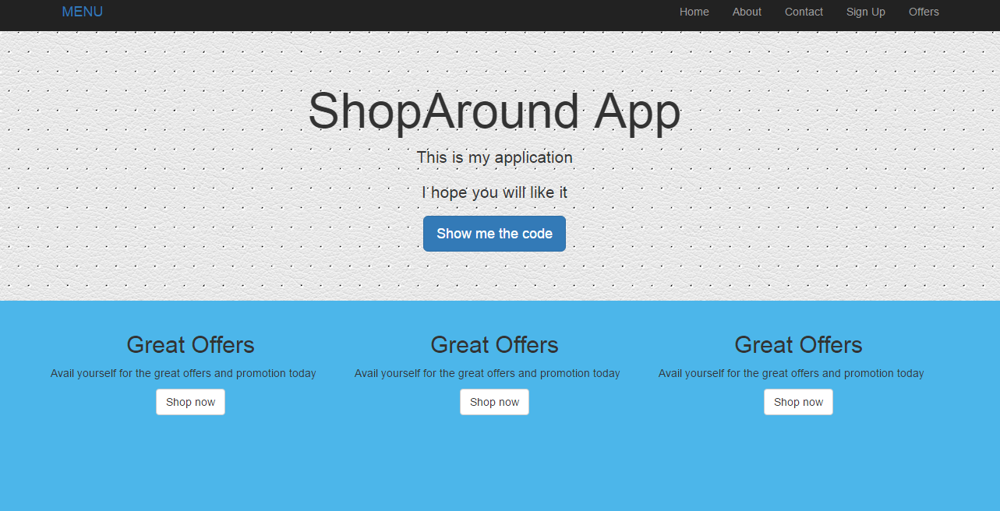 MENU Home About Contact Sign Up Offers
ShopAround App
This is my application
I hope you will like it
Show me the code
Great Offers Great Offers Great Offers
Avail yourself for the great offers and promotion today Avail yourself for the great offers and promotion today Avail yourself for the great offers and promotion today
Shop now Shop now Shop now